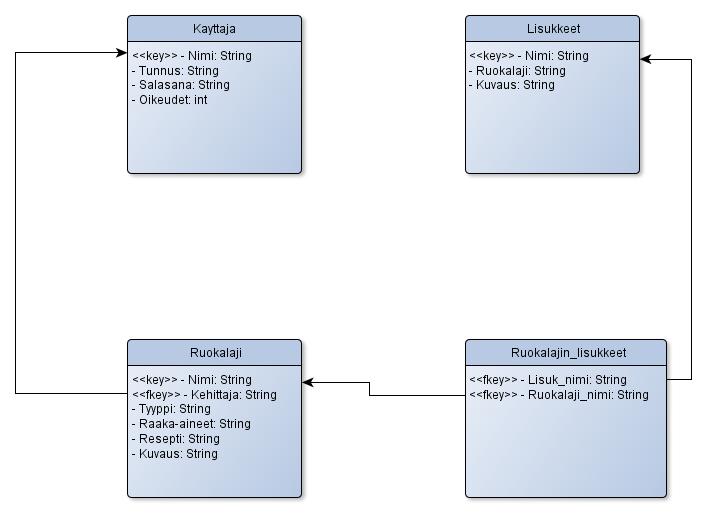 Kayttaja
<<key>> - Nimi: String
- Tunnus: String
- Salasana: String
- Oikeudet: int
Lisukkeet
<<key>> - Nimi: String
- Ruokalaji: String
- Kuvaus: String
Ruokalaji
<<key>> - Nimi: String
<<fkey>> - Kehittaja: String
- Tyyppi: String
- Raaka-aineet: String
- Resepti: String
- Kuvaus: String
Ruokalajin_lisukkeet
<<fkey>> - Lisuk_nimi: String
<<fkey>> - Ruokalaji_nimi: String